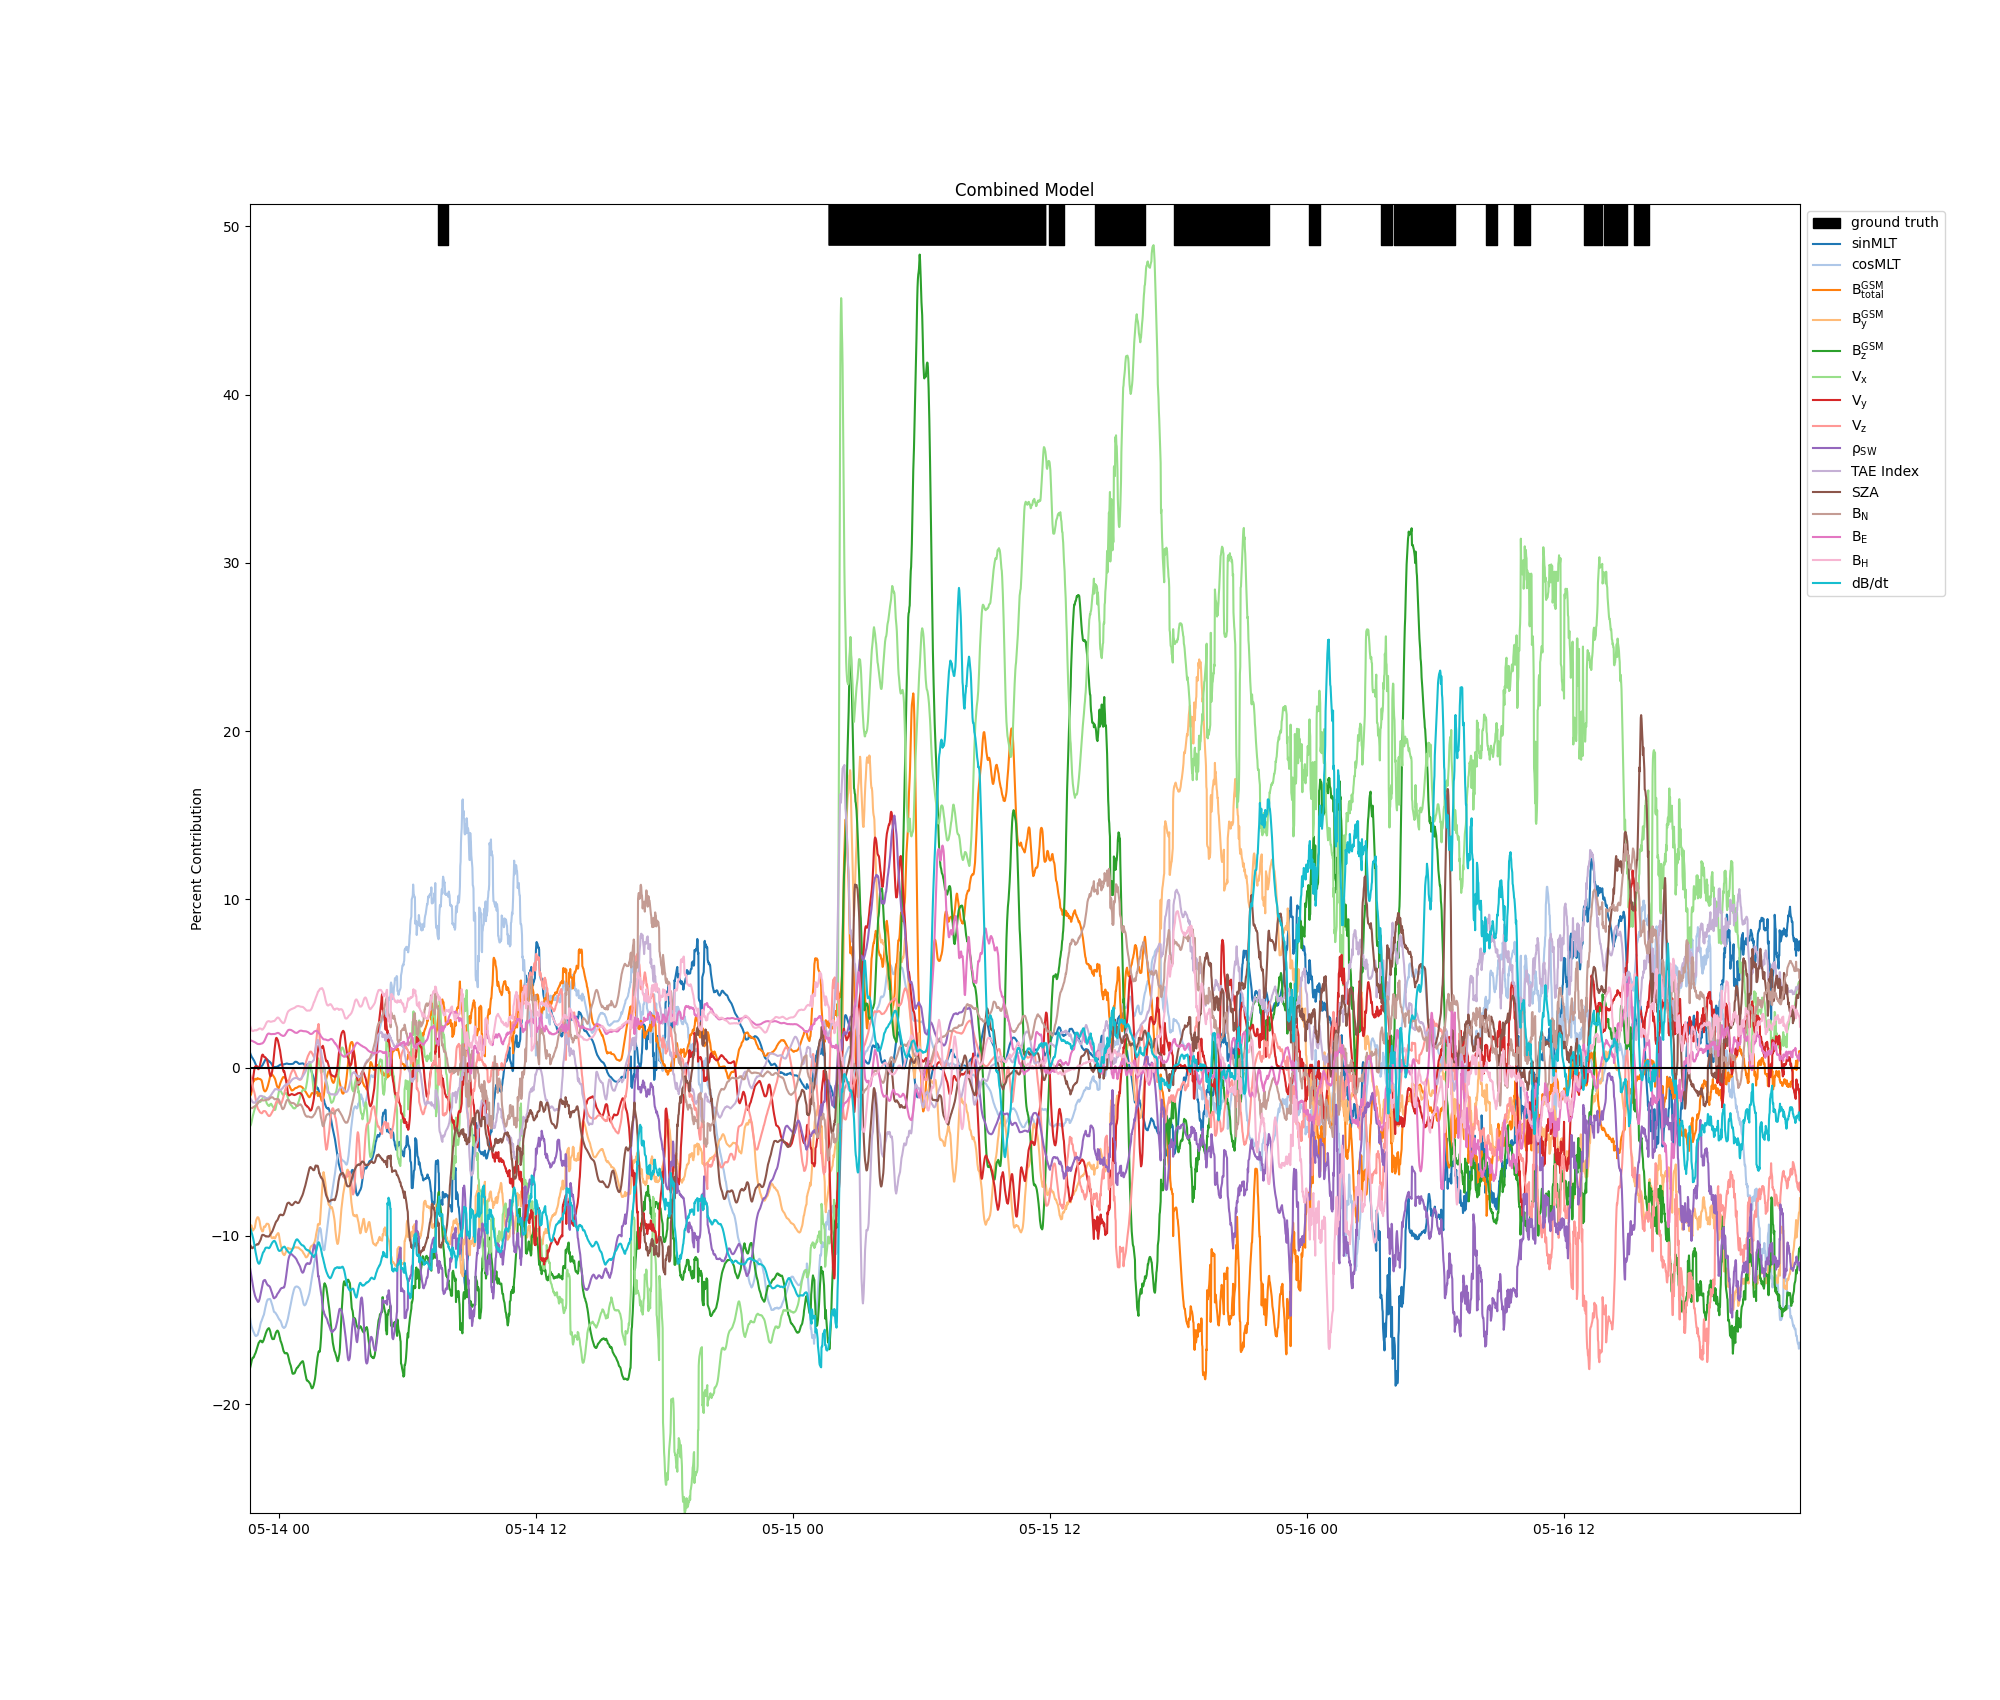 Combined Model
50
40
30
20
10
0
−10
−20
Percent Contribution
05-14 00
05-14 12
05-15 00
05-15 12
05-16 00
05-16 12
ground truth
sinMLT
cosMLT
B_total^GSM
B_y^GSM
B_z^GSM
V_x
V_y
V_z
ρ_SW
TAE Index
SZA
B_N
B_E
B_H
dB/dt